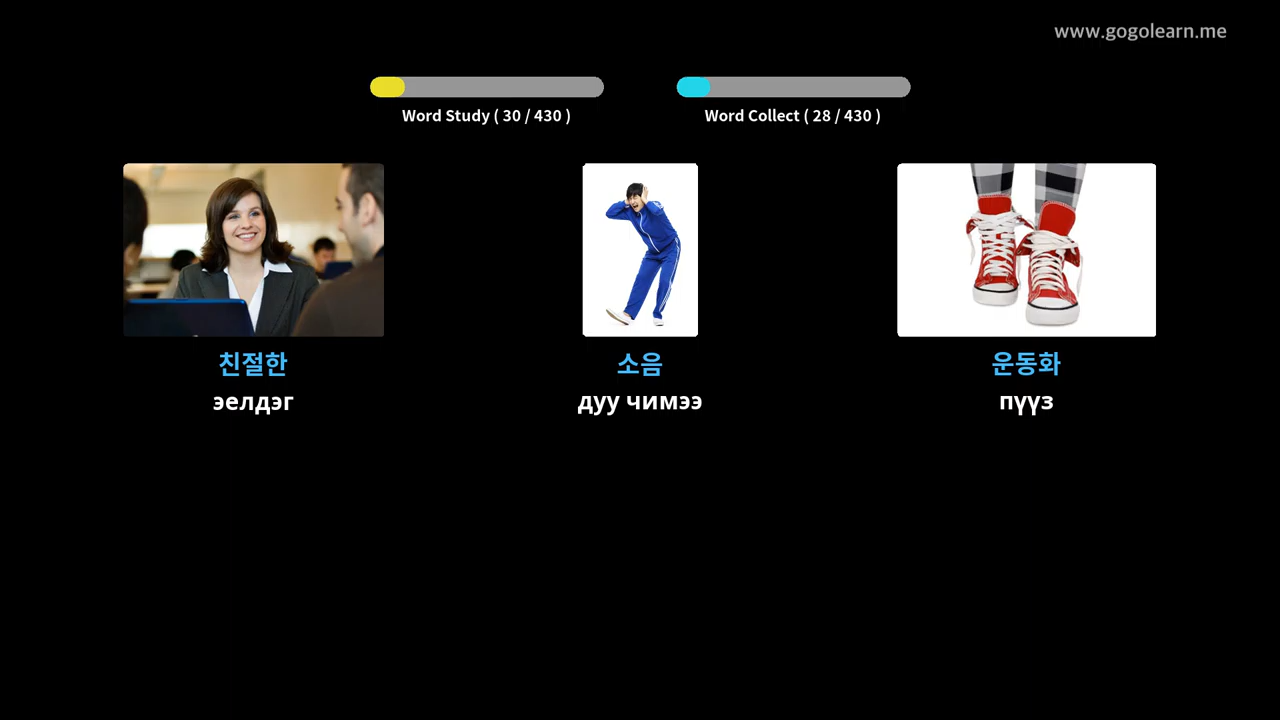 www.gogolearn.me
Word Study ( 30 / 430 )
Word Collect ( 28 / 430 )
친절한
소음
운동화
эелдэг
дуу чимээ
пүүз